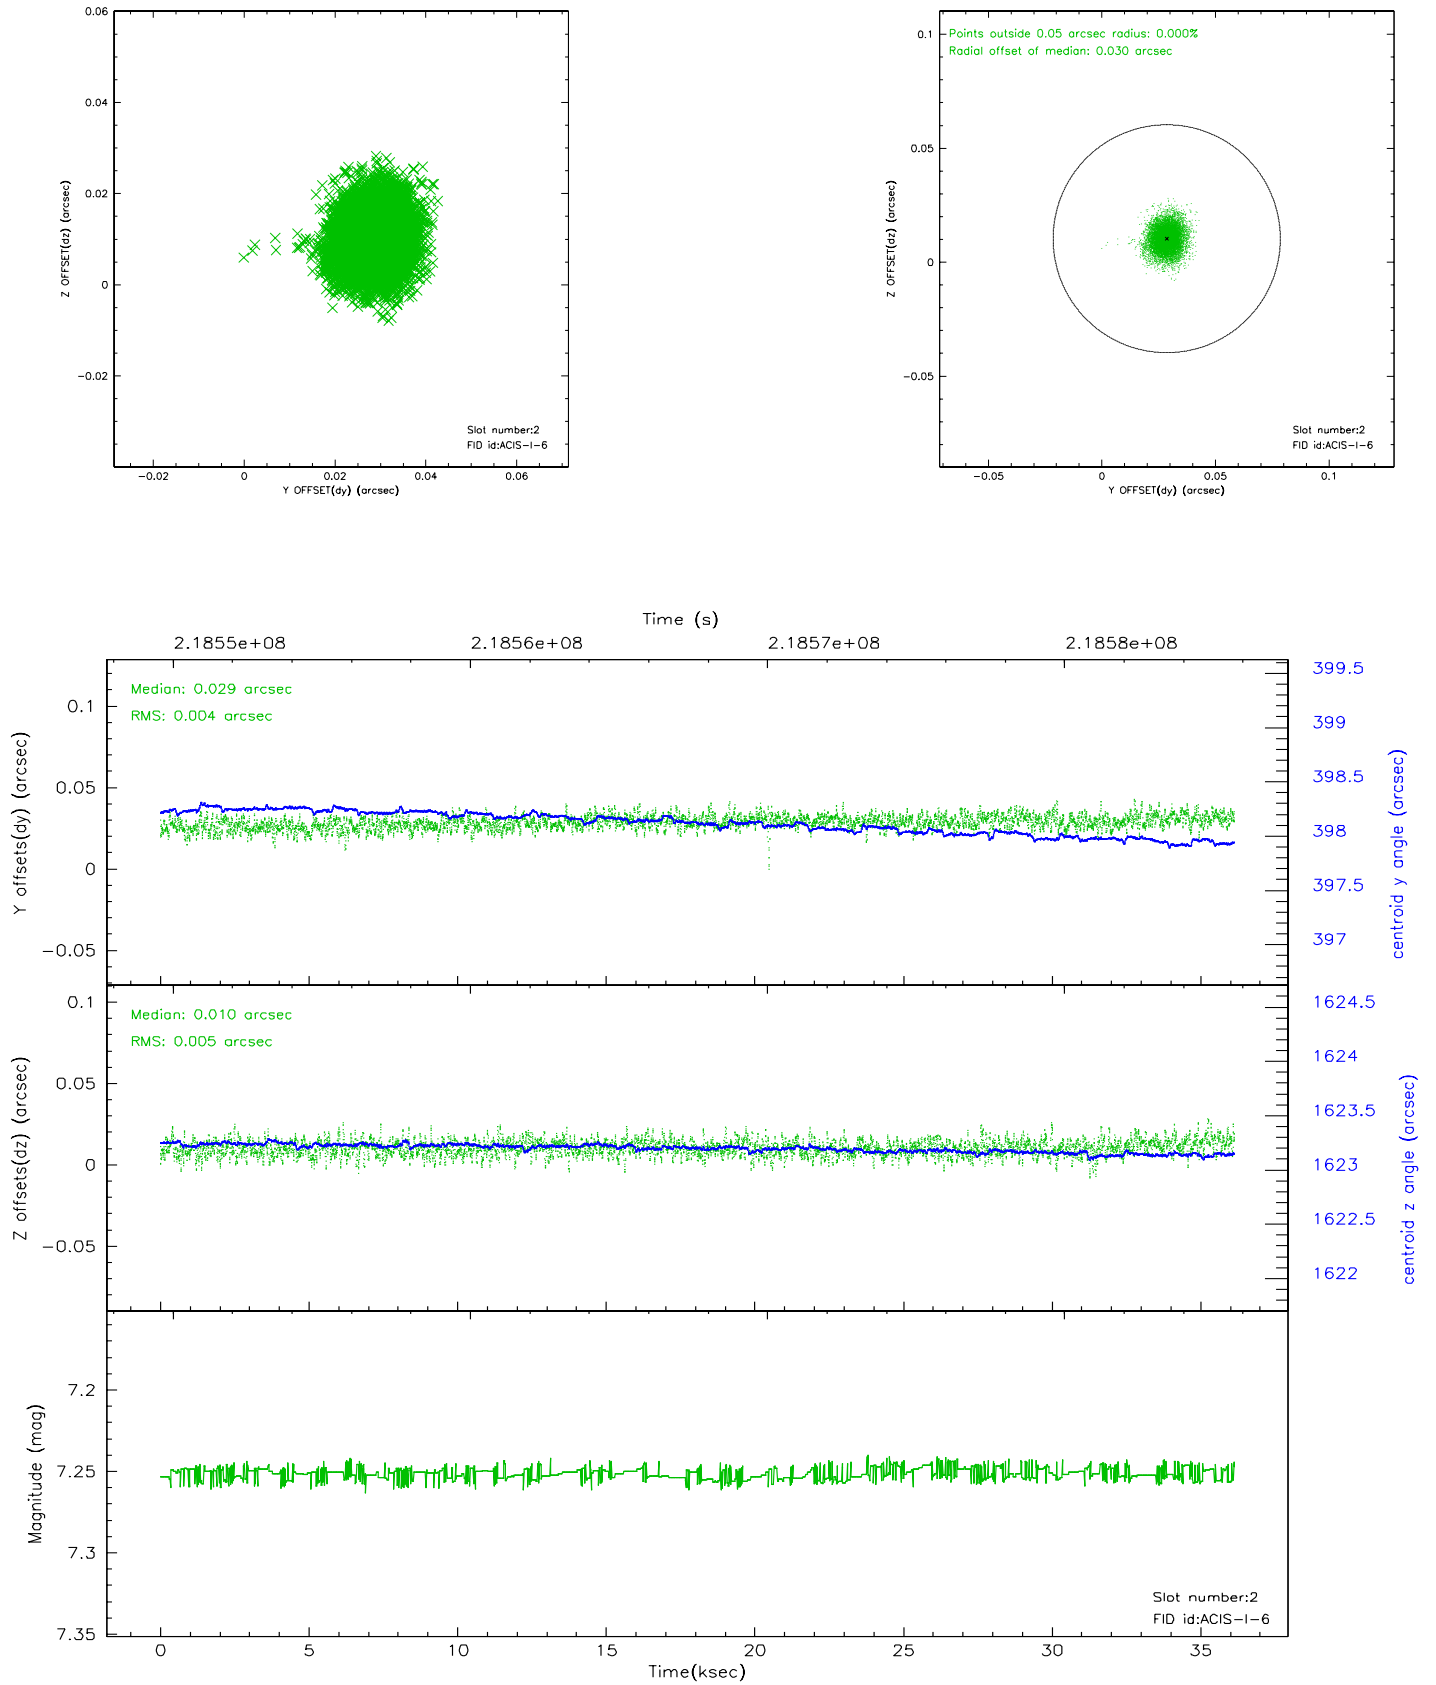 0.06
0.04
0.02
0
-0.02
Z OFFSET(dz) (arcsec)
Slot number:2
FID id:ACIS-I-6
-0.02 0 0.02 0.04 0.06
Y OFFSET(dy) (arcsec)
0.1
0.05
0
-0.05
Z OFFSET(dz) (arcsec)
Points outside 0.05 arcsec radius: 0.000%
Radial offset of median: 0.030 arcsec
Slot number:2
FID id:ACIS-I-6
-0.05 0 0.05 0.1
Y OFFSET(dy) (arcsec)
Time (s)
2.1855e+08 2.1856e+08 2.1857e+08 2.1858e+08
Median: 0.029 arcsec
RMS: 0.004 arcsec
0.1
0.05
0
-0.05
Y offsets(dy) (arcsec)
399.5
399
398.5
398
397.5
397
centroid y angle (arcsec)
Median: 0.010 arcsec
RMS: 0.005 arcsec
0.1
0.05
0
-0.05
Z offsets(dz) (arcsec)
1624.5
1624
1623.5
1623
1622.5
1622
centroid z angle (arcsec)
7.2
7.25
7.3
7.35
Magnitude (mag)
Slot number:2
FID id:ACIS-I-6
0 5 10 15 20 25 30 35
Time(ksec)